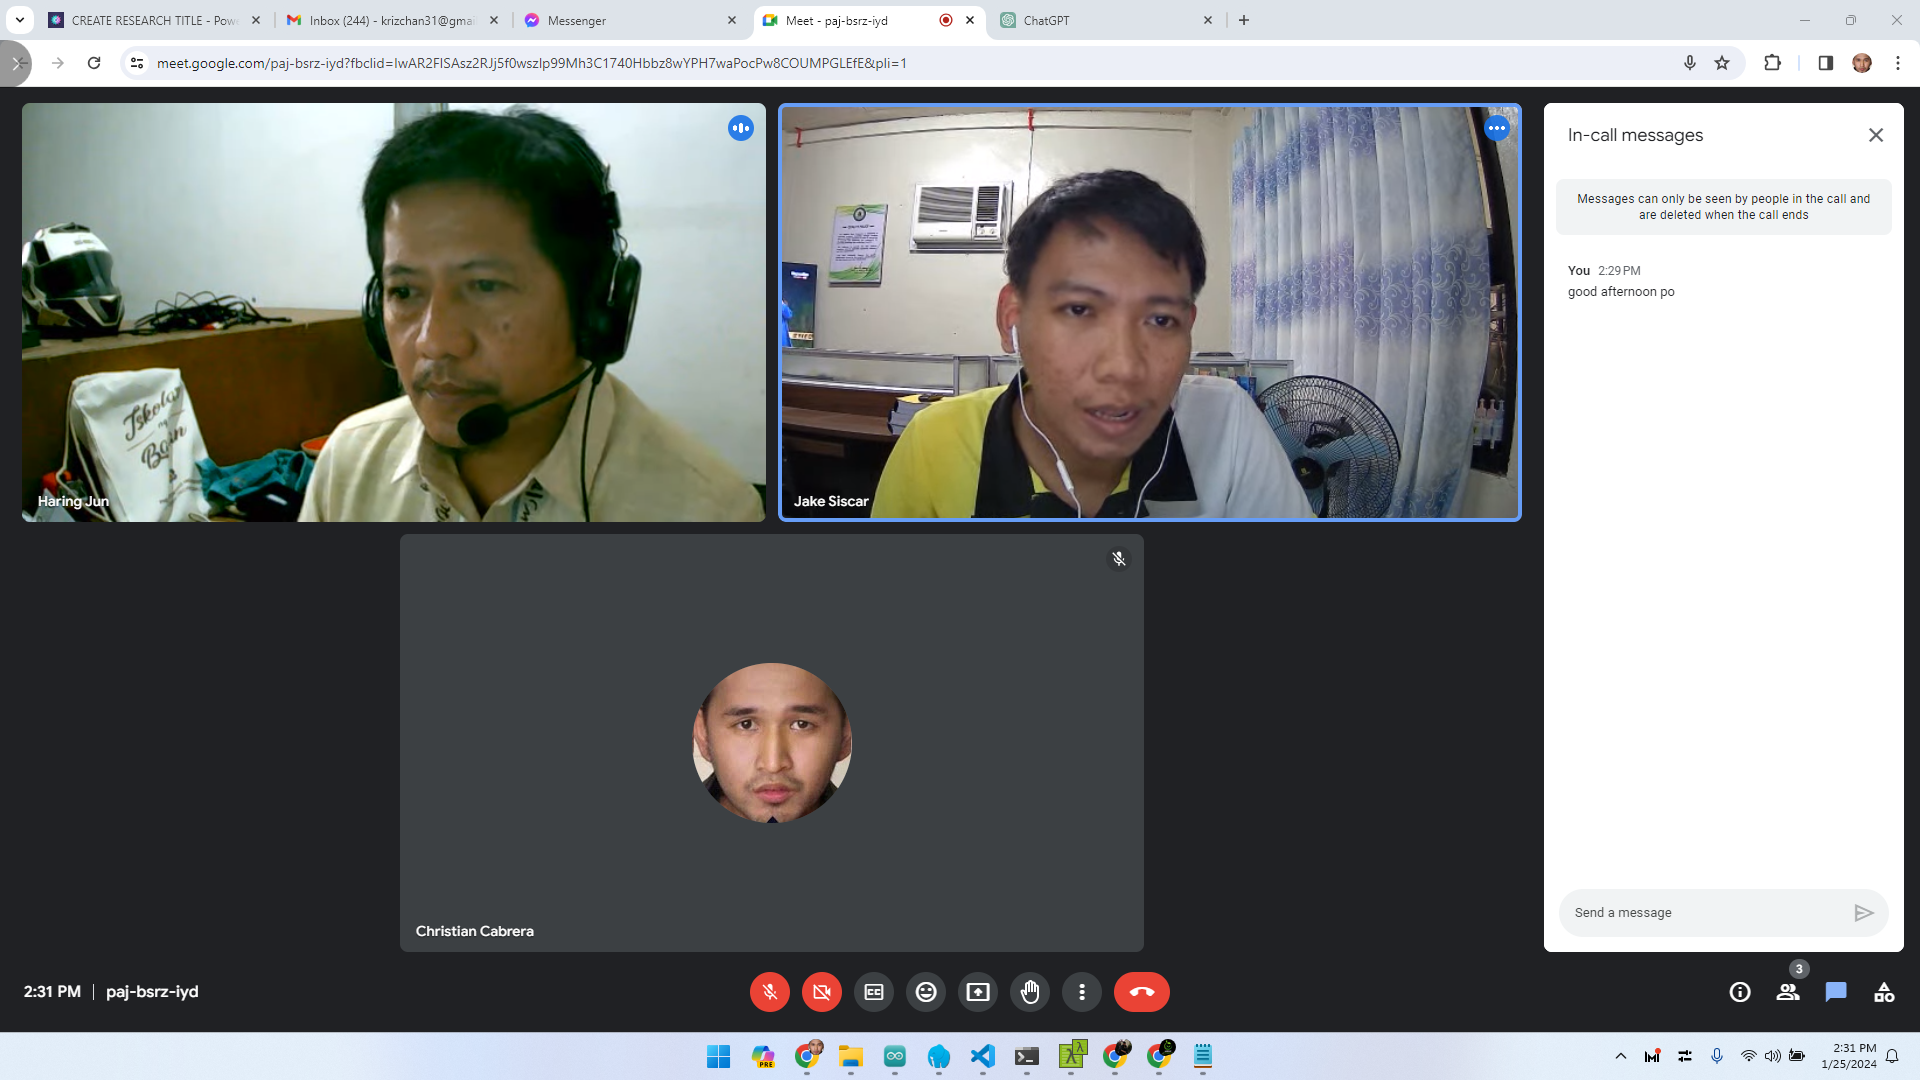 CREATE RESEARCH TITLE - Pow
Inbox (244) - krizchan31@gmai
Messenger
Meet - paj-bsrz-iyd
ChatGPT
meet.google.com/paj-bsrz-iyd?fbclid=IwAR2FlSAsz2RJj5f0wszIp99Mh3C1740Hbbz8wYPH7waPocPw8COUMPGLEfE&pli=1
Iskolar
ng
Bayan
Haring Jun
Jake Siscar
Christian Cabrera
In-call messages
Messages can only be seen by people in the call and
are deleted when the call ends
You 2:29 PM
good afternoon po
Send a message
2:31 PM | paj-bsrz-iyd
3
PRE
2:31 PM
1/25/2024